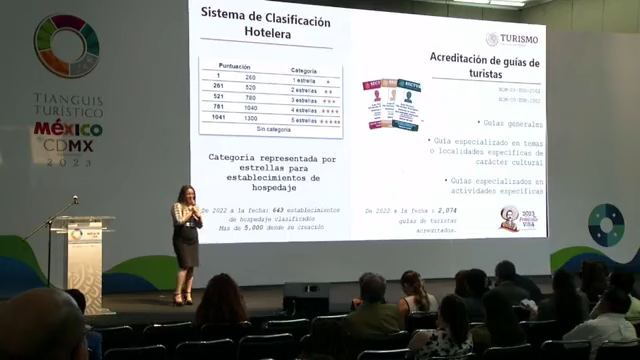 TIANGUIS
TURÍSTICO
MÉXICO
CDMX
2023
Sistema de Clasificación
Hotelera
Puntuación Categoría
1 260 1 estrella
261 520 2 estrellas
521 780 3 estrellas
781 1040 4 estrellas
1041 1300 5 estrellas
Sin categoría
Categoría representada por
estrellas para
establecimientos de
hospedaje
De 2022 a la fecha: 643 establecimientos
de hospedaje clasificados
Más de 5,000 desde su creación
TURISMO
Acreditación de guías de
turistas
• Guías generales
• Guía especializado en temas
o localidades específicas de
carácter cultural
• Guías especializados en
actividades específicas
De 2022 a la fecha : 2,074
guías de turistas
acreditados.
2023
VILLA